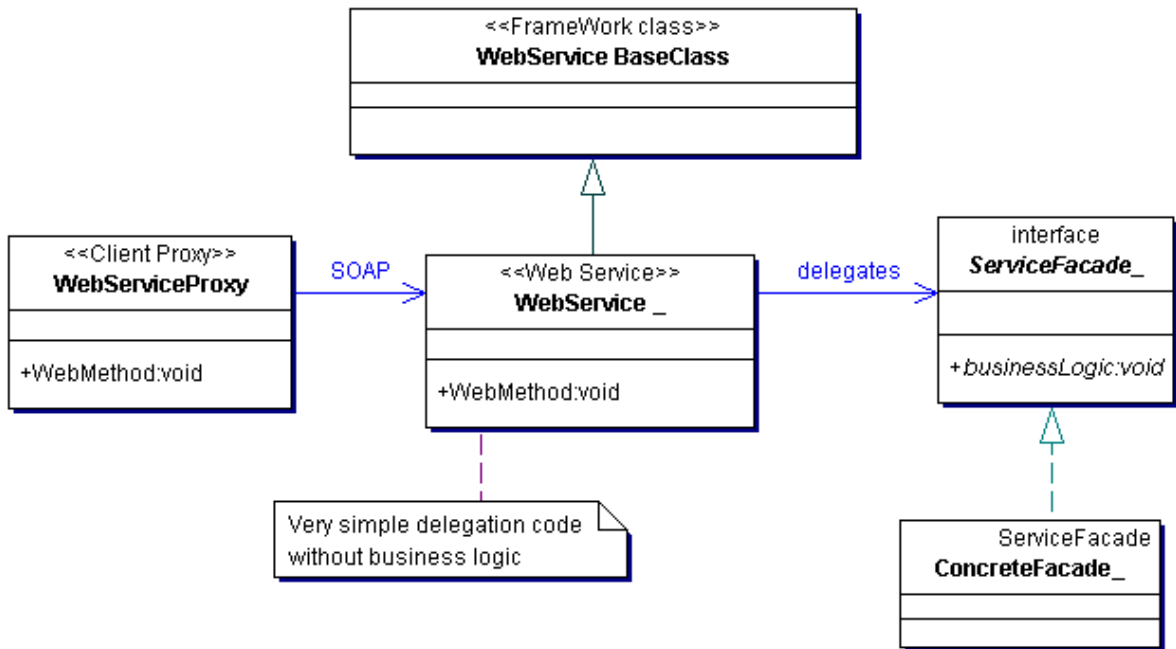 <<FrameWork class>>
WebService BaseClass
<<Client Proxy>>
WebServiceProxy
+WebMethod:void
SOAP
<<Web Service>>
WebService _
+WebMethod:void
delegates
interface
ServiceFacade_
+businessLogic:void
Very simple delegation code
without business logic
ServiceFacade
ConcreteFacade_